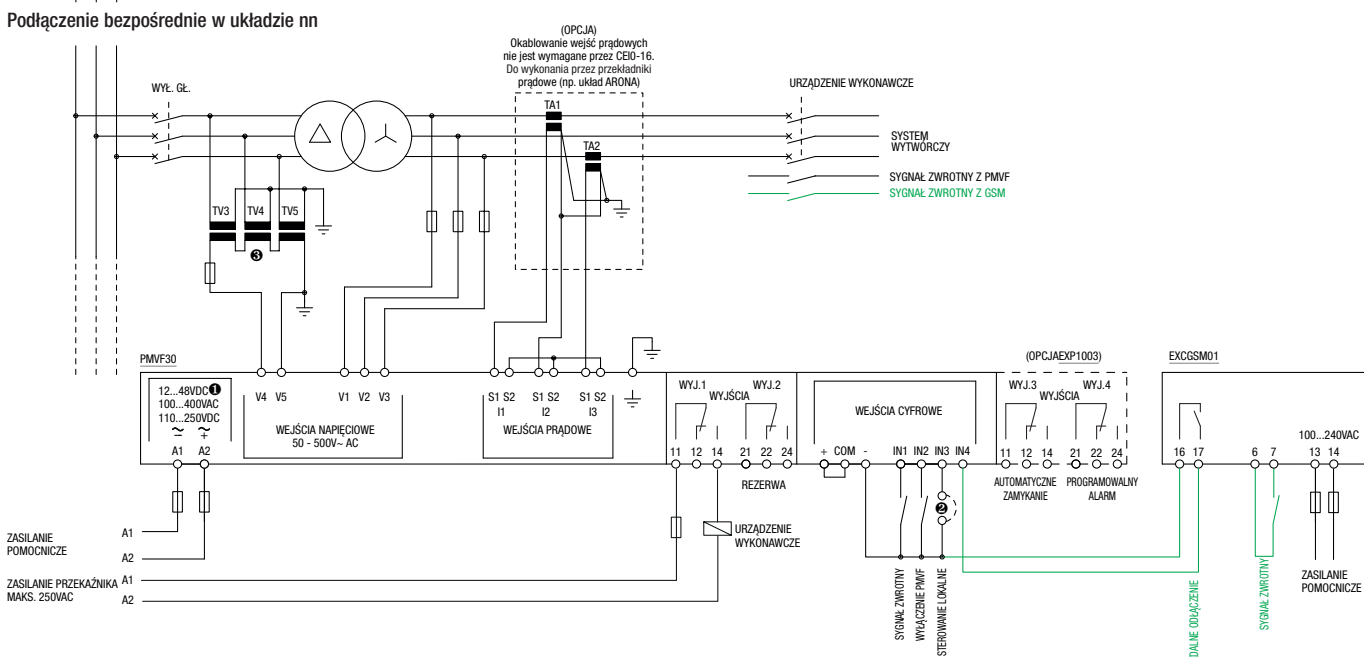 Podłączenie bezpośrednie w układzie nn
(OPCJA)
Okablowanie wejść prądowych
nie jest wymagane przez CEI0-16.
Do wykonania przez przekładniki
prądowe (np. układ ARONA)
WYŁ. GŁ.
URZĄDZENIE WYKONAWCZE
TA1
TA2
SYSTEM
WYTWÓRCZY
SYGNAŁ ZWROTNY Z PMVF
SYGNAŁ ZWROTNY Z GSM
TV3 TV4 TV5
❸
PMVF30
(OPCJAEXP1003)
EXCGSM01
12...48VDC❶
100...400VAC
110...250VDC
~ ~
− +
A1 A2
V4 V5 V1 V2 V3
WEJŚCIA NAPIĘCIOWE
50 - 500V~ AC
S1 S2 S1 S2 S1 S2
I1 I2 I3
WEJŚCIA PRĄDOWE
WYJ.1 WYJ.2
WYJŚCIA
11 12 14 21 22 24
REZERWA
WEJŚCIA CYFROWE
+ COM - IN1 IN2 IN3 IN4
WYJ.3 WYJ.4
WYJŚCIA
11 12 14 21 22 24
AUTOMATYCZNE
ZAMYKANIE
PROGRAMOWALNY
ALARM
100...240VAC
16 17 6 7 13 14
❷
ZASILANIE
POMOCNICZE
A1
A2
ZASILANIE PRZEKAŹNIKA
MAKS. 250VAC
A1
A2
URZĄDZENIE
WYKONAWCZE
SYGNAŁ ZWROTNY
WYŁĄCZENIE PMVF
STEROWANIE LOKALNE
DALNE ODŁĄCZENIE
SYGNAŁ ZWROTNY
ZASILANIE
POMOCNICZE